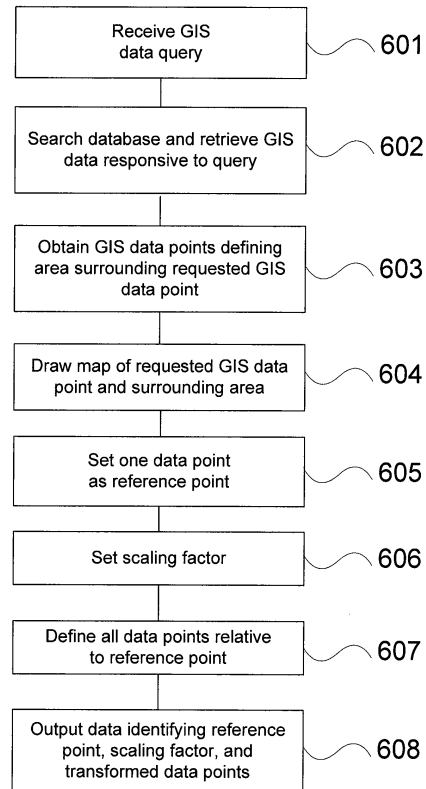 Receive GIS
data query
601
Search database and retrieve GIS
data responsive to query
602
Obtain GIS data points defining
area surrounding requested GIS
data point
603
Draw map of requested GIS data
point and surrounding area
604
Set one data point
as reference point
605
Set scaling factor
606
Define all data points relative
to reference point
607
Output data identifying reference
point, scaling factor, and
transformed data points
608